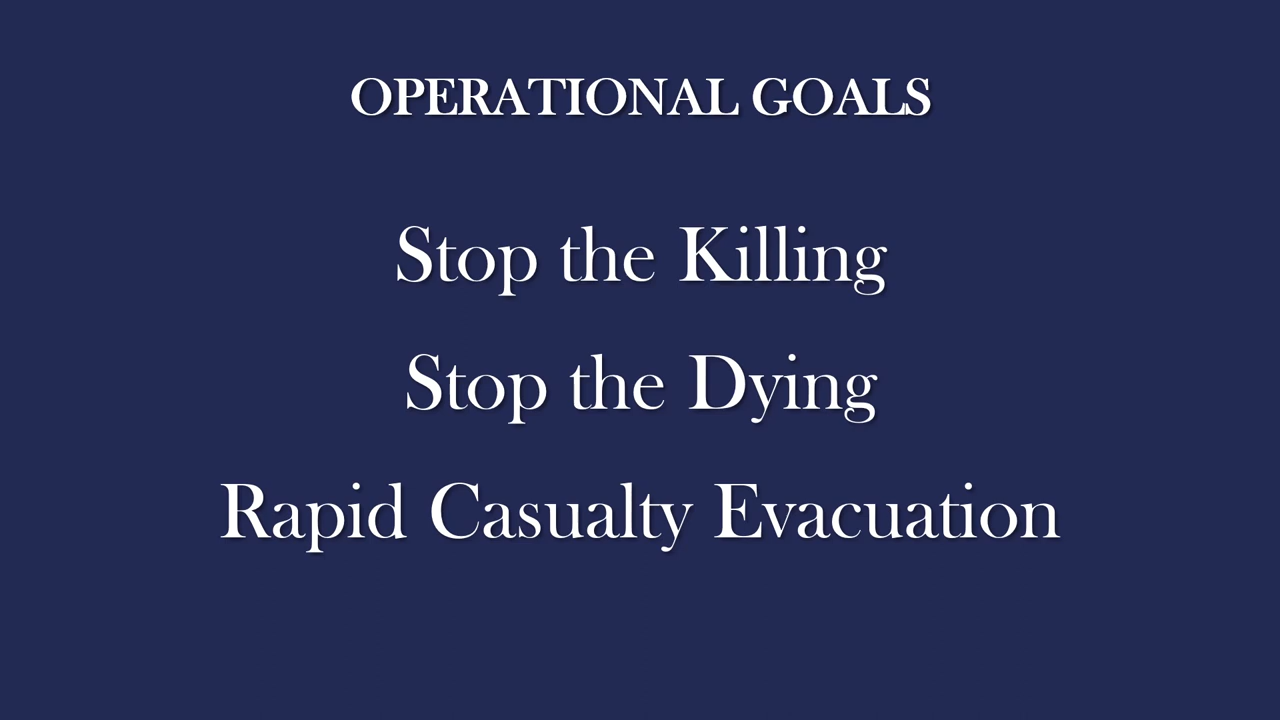 OPERATIONAL GOALS
Stop the Killing
Stop the Dying
Rapid Casualty Evacuation